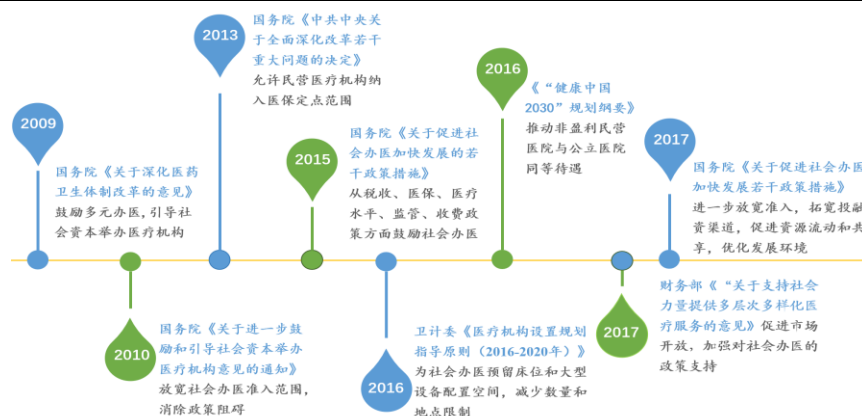 2009
国务院《关于深化医药
卫生体制改革的意见》
鼓励多元办医,引导社
会资本举办医疗机构
2010
国务院《关于进一步鼓
励和引导社会资本举办
医疗机构意见的通知》
放宽社会办医准入范围,
消除政策阻碍
2013
国务院《中共中央关
于全面深化改革若干
重大问题的决定》
允许民营医疗机构纳
入医保定点范围
2015
国务院《关于促进社
会办医加快发展的若
干政策措施》
从税收、医保、医疗
水平、监管、收费政
策方面鼓励社会办医
2016
卫计委《医疗机构设置规划
指导原则（2016-2020年）》
为社会办医预留床位和大型
设备配置空间，减少数量和
地点限制
2016
《“健康中国
2030”规划纲要》
推动非盈利民营
医院与公立医院
同等待遇
2017
财务部《“关于支持社会
力量提供多层次多样化医
疗服务的意见》促进市场
开放、加强对社会办医的
政策支持
2017
国务院《关于促进社会办医
加快发展若干政策措施》
进一步放宽准入，拓宽投融
资渠道，促进资源流动和共
享，优化发展环境